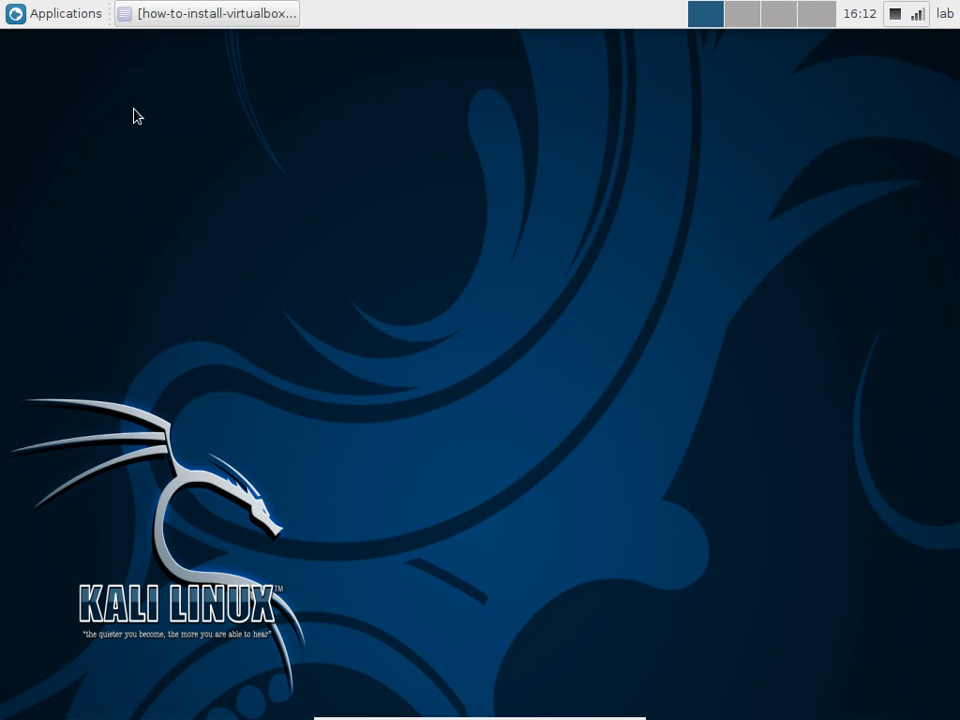 Applications
[how-to-install-virtualbox...
16:12
lab
KALI LINUX™
"the quieter you become, the more you are able to hear"